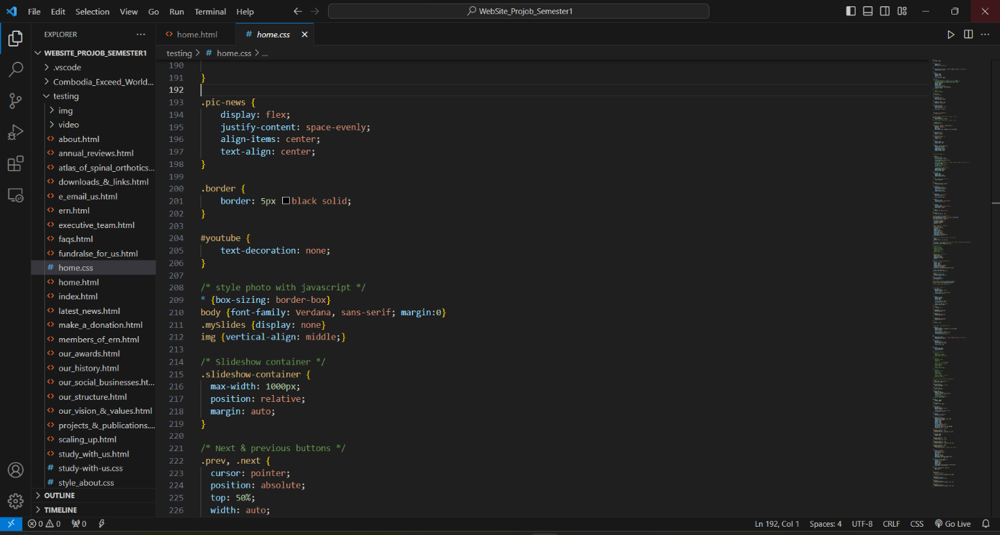 File Edit Selection View Go Run Terminal Help
WebSite_Projob_Semester1
EXPLORER
WEBSITE_PROJOB_SEMESTER1
.vscode
Combodia_Exceed_World...
testing
img
video
about.html
annual_reviews.html
atlas_of_spinal_orthotics...
downloads_&_links.html
e_email_us.html
ern.html
executive_team.html
faqs.html
fundralse_for_us.html
home.css
home.html
index.html
latest_news.html
make_a_donation.html
members_of_ern.html
our_awards.html
our_history.html
our_social_businesses.ht...
our_structure.html
our_vision_&_values.html
projects_&_publications....
scaling_up.html
study_with_us.html
study-with-us.css
style_about.css
OUTLINE
TIMELINE
home.html # home.css
testing > # home.css > ...
190
191 }
192
193 .pic-news {
194 display: flex;
195 justify-content: space-evenly;
196 align-items: center;
197 text-align: center;
198 }
199
200 .border {
201 border: 5px black solid;
202 }
203
204 #youtube {
205 text-decoration: none;
206 }
207
208 /* style photo with javascript */
209 * {box-sizing: border-box}
210 body {font-family: Verdana, sans-serif; margin:0}
211 .mySlides {display: none}
212 img {vertical-align: middle;}
213
214 /* Slideshow container */
215 .slideshow-container {
216 max-width: 1000px;
217 position: relative;
218 margin: auto;
219 }
220
221 /* Next & previous buttons */
222 .prev, .next {
223 cursor: pointer;
224 position: absolute;
225 top: 50%;
226 width: auto;
0 0 0 Ln 192, Col 1 Spaces: 4 UTF-8 CRLF CSS Go Live